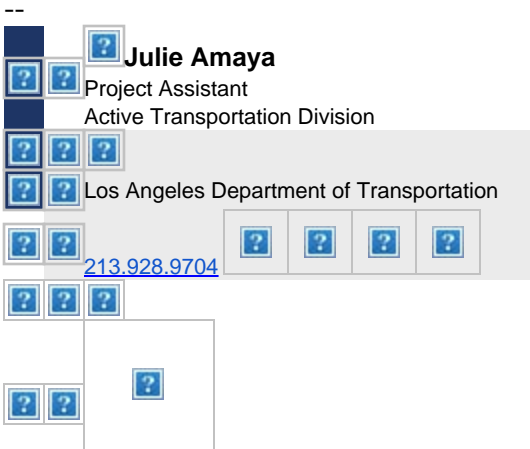 --
Julie Amaya
Project Assistant
Active Transportation Division
Los Angeles Department of Transportation
213.928.9704